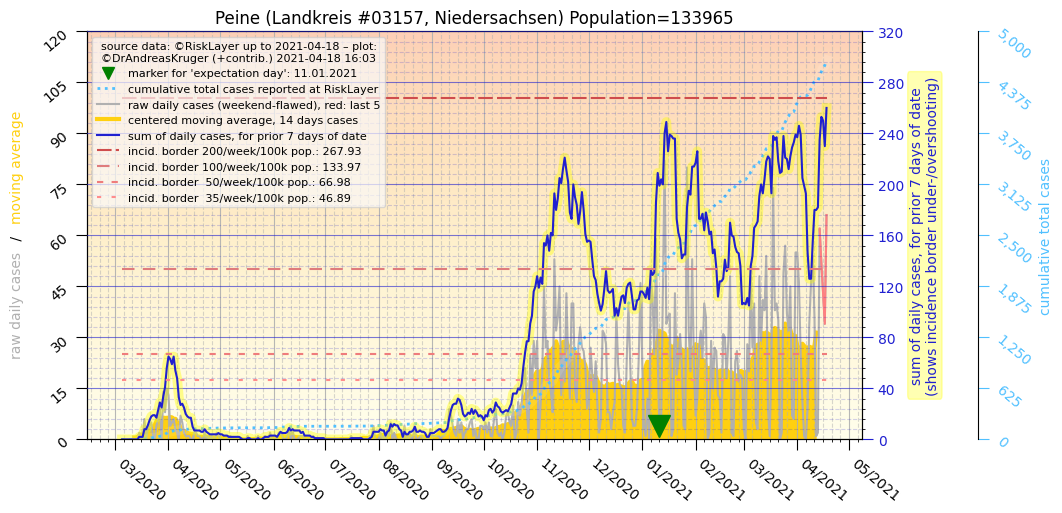 Peine (Landkreis #03157, Niedersachsen) Population=133965
source data: ©RiskLayer up to 2021-04-18 – plot:
©DrAndreasKruger (+contrib.) 2021-04-18 16:03
marker for 'expectation day': 11.01.2021
cumulative total cases reported at RiskLayer
raw daily cases (weekend-flawed), red: last 5
centered moving average, 14 days cases
sum of daily cases, for prior 7 days of date
incid. border 200/week/100k pop.: 267.93
incid. border 100/week/100k pop.: 133.97
incid. border  50/week/100k pop.: 66.98
incid. border  35/week/100k pop.: 46.89
raw daily cases / moving average
120
105
90
75
60
45
30
15
0
03/2020
04/2020
05/2020
06/2020
07/2020
08/2020
09/2020
10/2020
11/2020
12/2020
01/2021
02/2021
03/2021
04/2021
05/2021
320
280
240
200
160
120
80
40
0
sum of daily cases, for prior 7 days of date
(shows incidence border under-/overshooting)
5,000
4,375
3,750
3,125
2,500
1,875
1,250
625
0
cumulative total cases